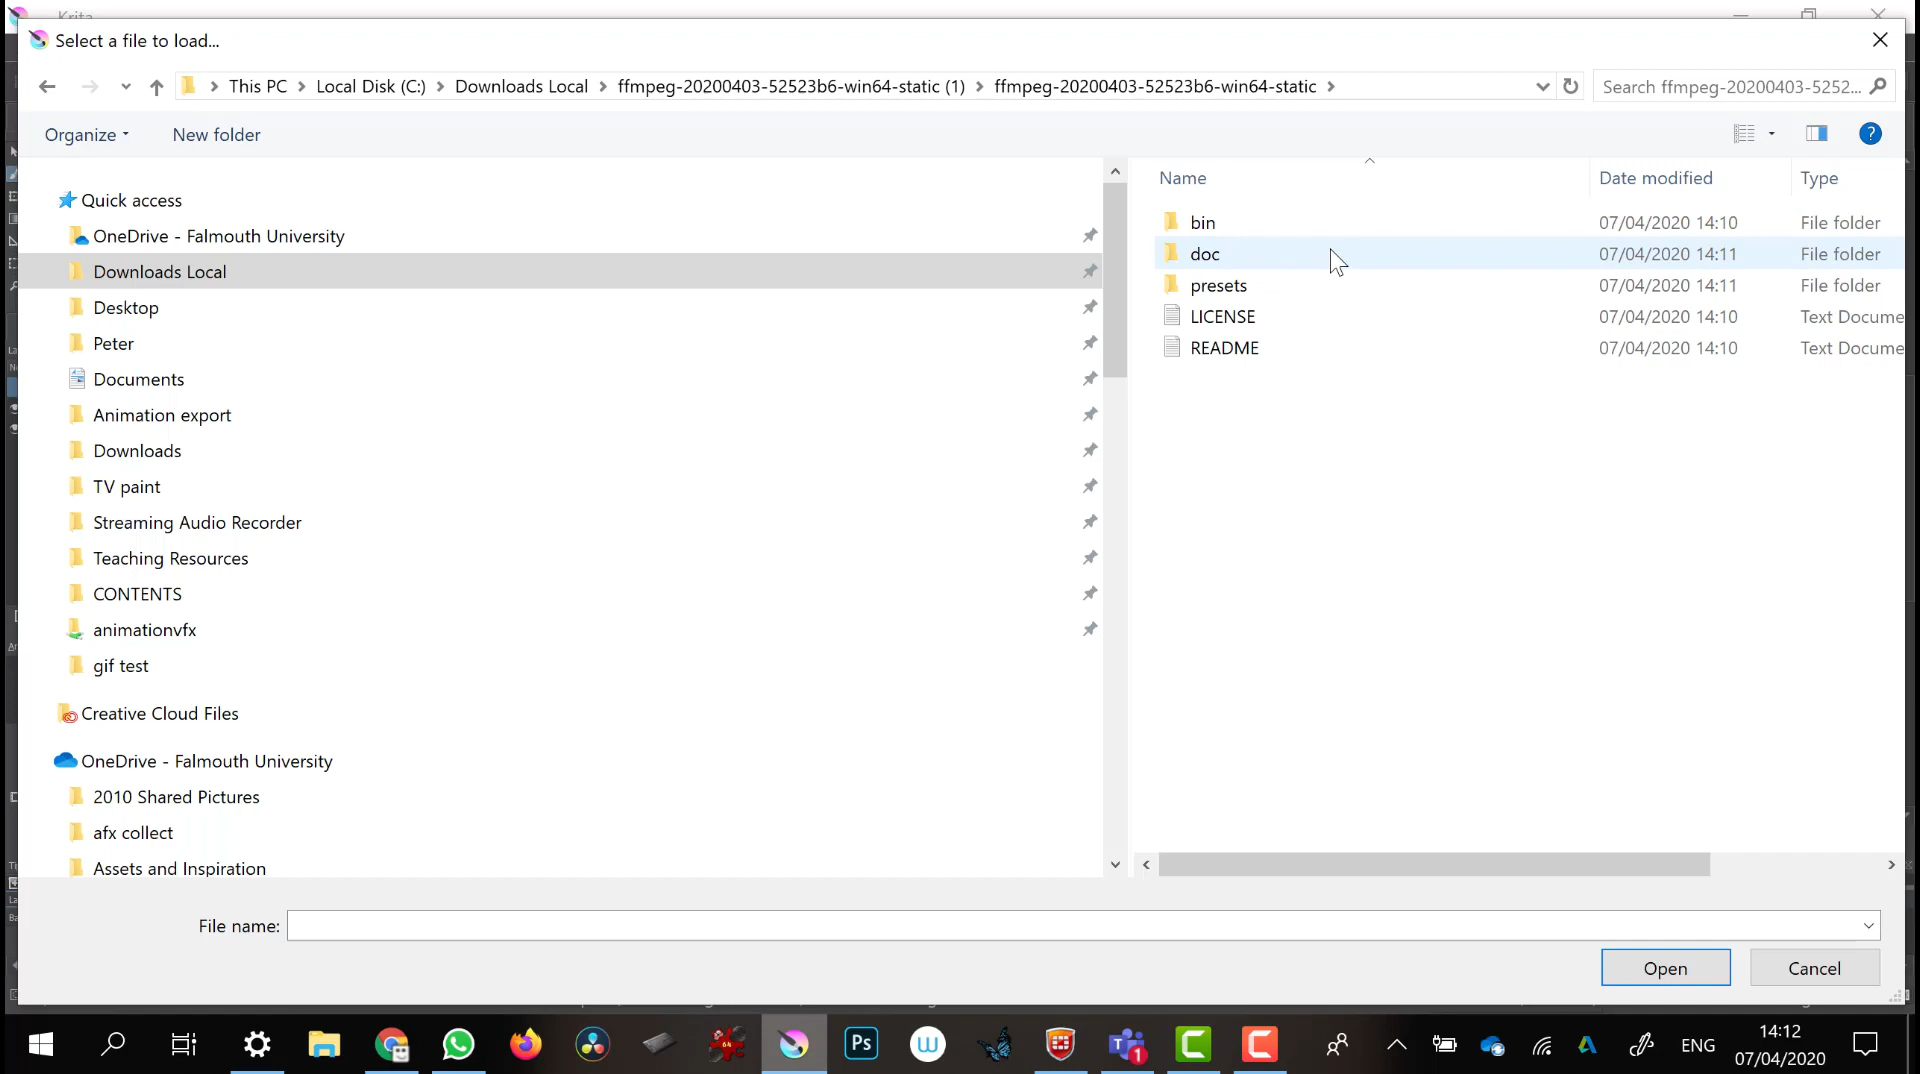 Krita
Select a file to load...
This PC > Local Disk (C:) > Downloads Local > ffmpeg-20200403-52523b6-win64-static (1) > ffmpeg-20200403-52523b6-win64-static >
Search ffmpeg-20200403-5252...
Organize
New folder
?
Name
Date modified
Type
Quick access
OneDrive - Falmouth University
Downloads Local
Desktop
Peter
Documents
Animation export
Downloads
TV paint
Streaming Audio Recorder
Teaching Resources
CONTENTS
animationvfx
gif test
Creative Cloud Files
OneDrive - Falmouth University
2010 Shared Pictures
afx collect
Assets and Inspiration
bin 07/04/2020 14:10 File folder
doc 07/04/2020 14:11 File folder
presets 07/04/2020 14:11 File folder
LICENSE 07/04/2020 14:10 Text Docume
README 07/04/2020 14:10 Text Docume
File name:
Open
Cancel
Ps
ENG
14:12
07/04/2020